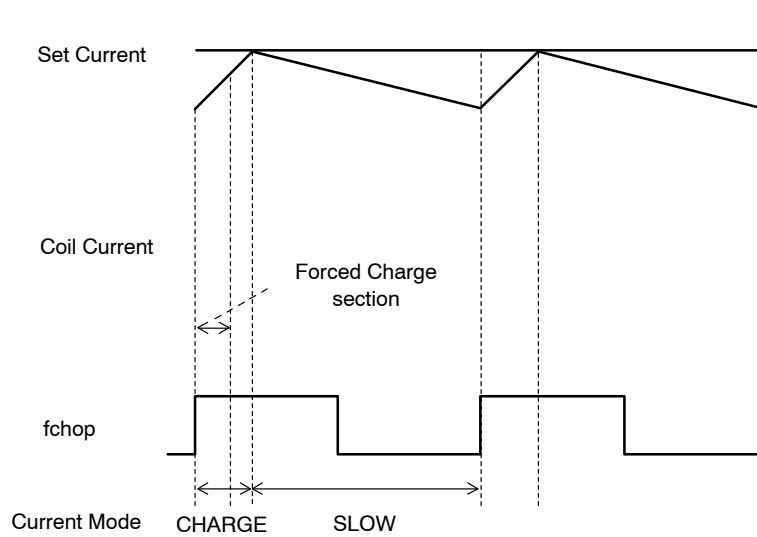 Set Current
Coil Current
Forced Charge
section
fchop
Current Mode CHARGE SLOW